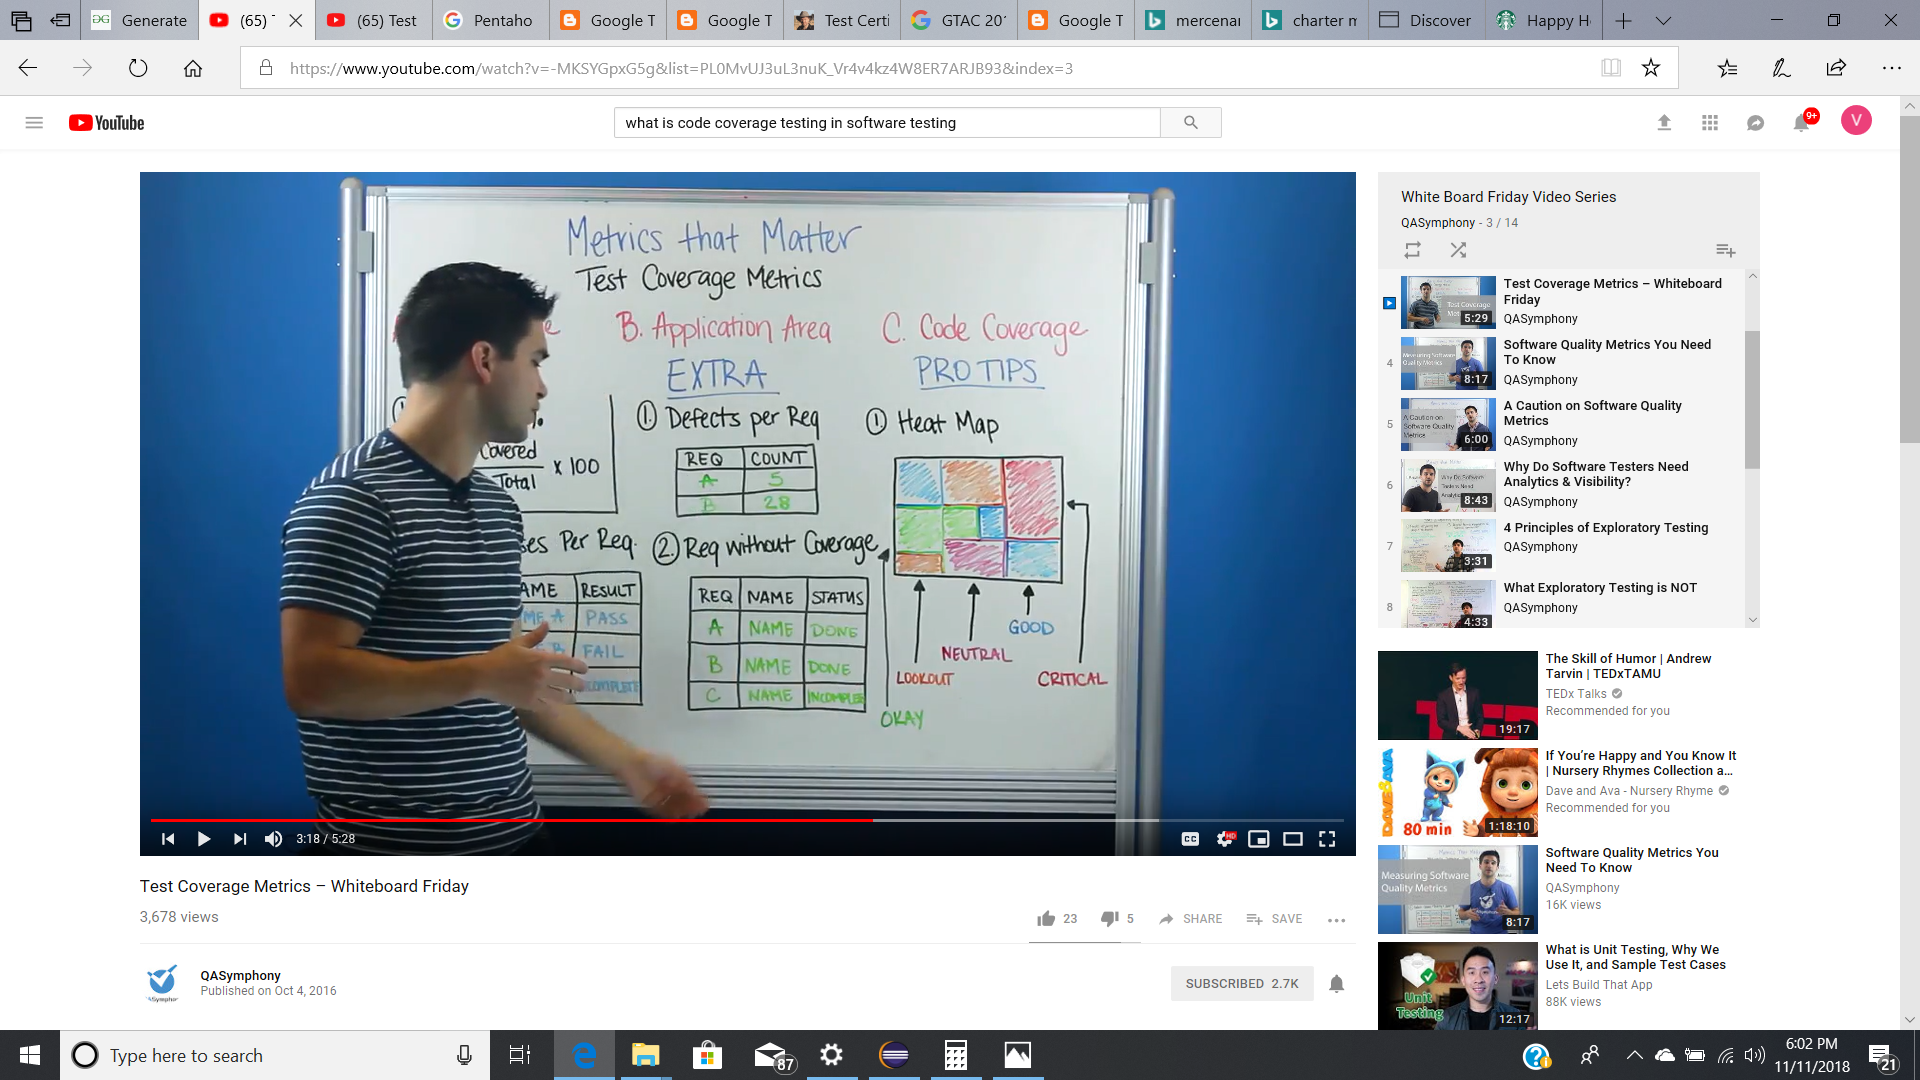 Generate
(65)
(65) Test
Pentaho
Google T
Google T
Test Certi
GTAC 20
Google T
mercenar
charter m
Discover
Happy H
https://www.youtube.com/watch?v=-MKSYGpxG5g&list=PL0MvUJ3uL3nuK_Vr4v4kz4W8ER7ARJB93&index=3
YouTube
what is code coverage testing in software testing
9+
V
Metrics that Matter
Test Coverage Metrics
B. Application Area
C. Code Coverage
EXTRA
PRO TIPS
① Defects per Req
① Heat Map
Covered
Total
x 100
REQ COUNT
A 5
B 28
Per Req.
② Req without Coverage
RESULT
PASS
FAIL
REQ NAME STATUS
A NAME DONE
B NAME DONE
C NAME INCOMPLETE
GOOD
NEUTRAL
LOOKOUT
CRITICAL
OKAY
3:18 / 5:28
CC
HD
Test Coverage Metrics – Whiteboard Friday
3,678 views
23
5
SHARE
SAVE
QASymphony
Published on Oct 4, 2016
SUBSCRIBED 2.7K
White Board Friday Video Series
QASymphony - 3 / 14
Test Coverage Metrics – Whiteboard
Friday
QASymphony
5:29
4
Software Quality Metrics You Need
To Know
QASymphony
8:17
5
A Caution on Software Quality
Metrics
QASymphony
6:00
6
Why Do Software Testers Need
Analytics & Visibility?
QASymphony
8:43
7
4 Principles of Exploratory Testing
QASymphony
3:31
8
What Exploratory Testing is NOT
QASymphony
4:33
The Skill of Humor | Andrew
Tarvin | TEDxTAMU
TEDx Talks
Recommended for you
19:17
If You're Happy and You Know It
| Nursery Rhymes Collection a...
Dave and Ava - Nursery Rhyme
Recommended for you
80 min
1:18:10
Software Quality Metrics You
Need To Know
QASymphony
16K views
Measuring Software
Quality Metrics
8:17
What is Unit Testing, Why We
Use It, and Sample Test Cases
Lets Build That App
88K views
Unit
Testing
12:17
Type here to search
87
6:02 PM
11/11/2018
21